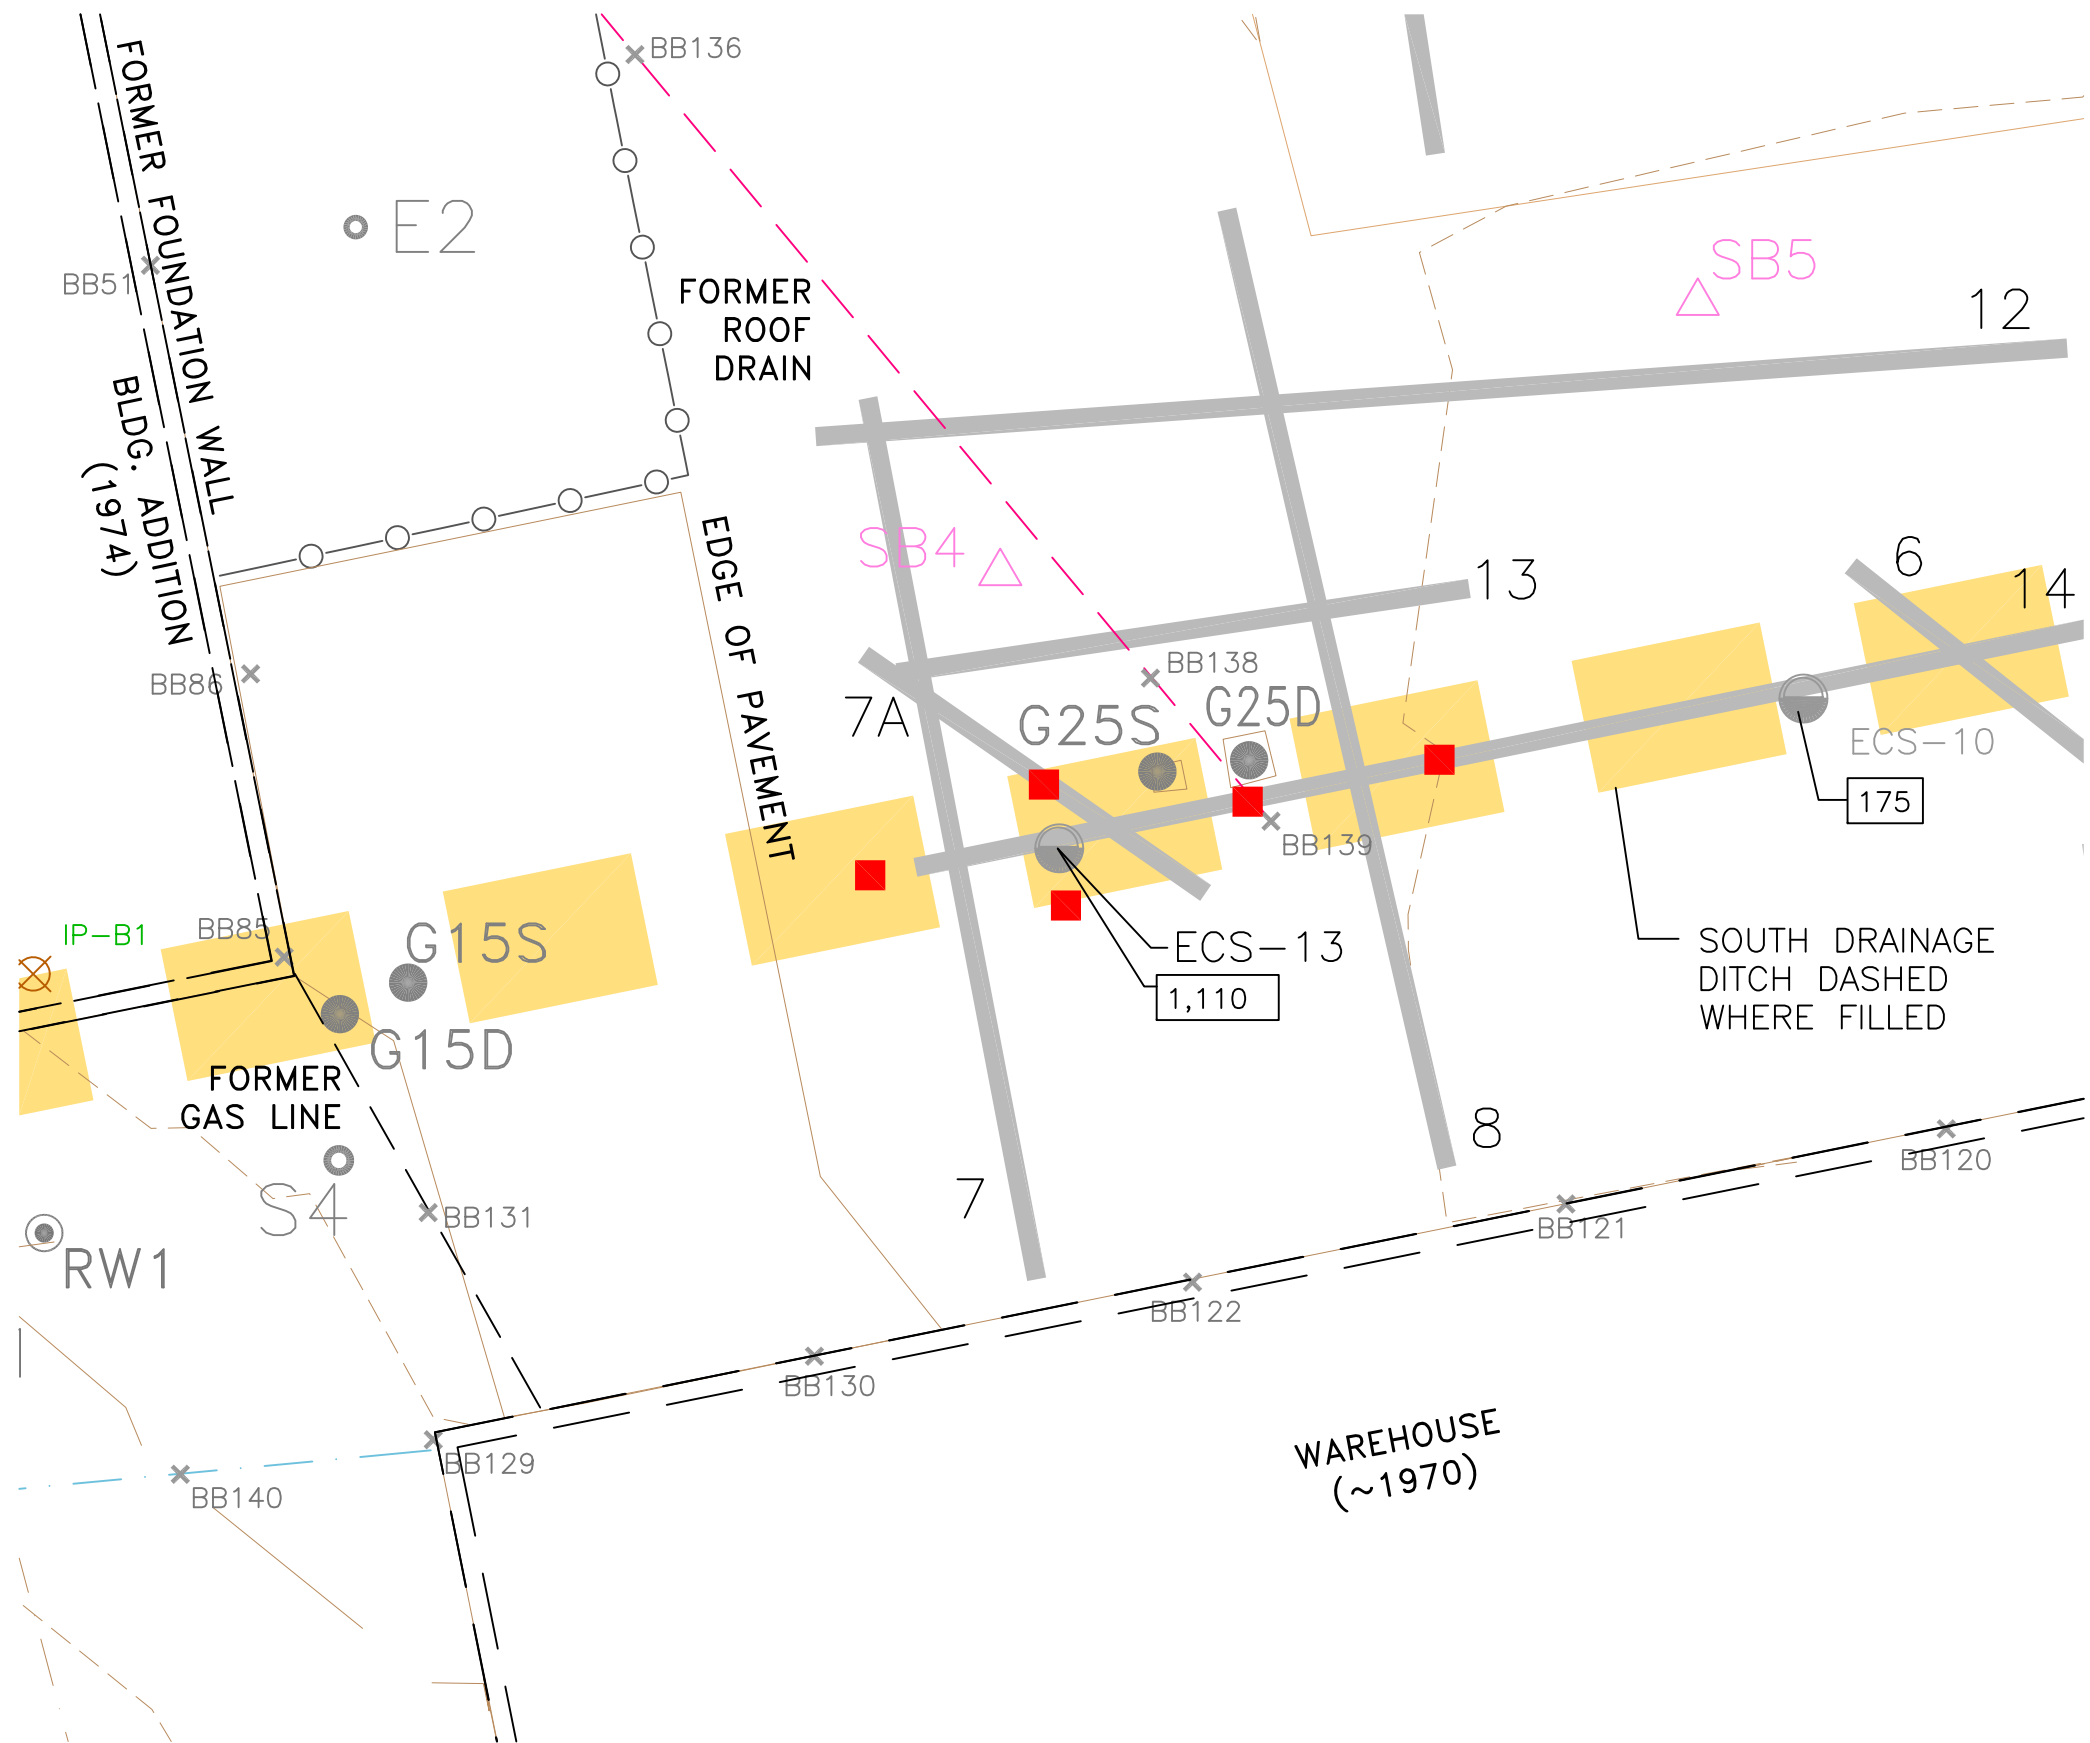 BB136
FORMER FOUNDATION WALL
E2
BB51
SB5
FORMER
ROOF
DRAIN
12
BLDG. ADDITION
(1974)
EDGE OF PAVEMENT
SB4
13
6
14
BB86
BB138
7A
G25S
G25D
ECS-10
175
BB139
IP-B1
BB85
G15S
ECS-13
1,110
SOUTH DRAINAGE
DITCH DASHED
WHERE FILLED
G15D
FORMER
GAS LINE
S4
BB131
8
7
BB120
BB121
RW1
BB122
BB130
WAREHOUSE
(~1970)
BB129
BB140